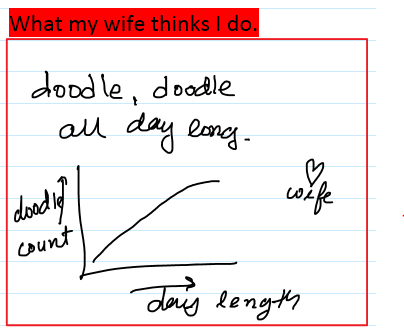 What my wife thinks I do.
doodle, doodle
all day long.
doodle
count
wife
day length